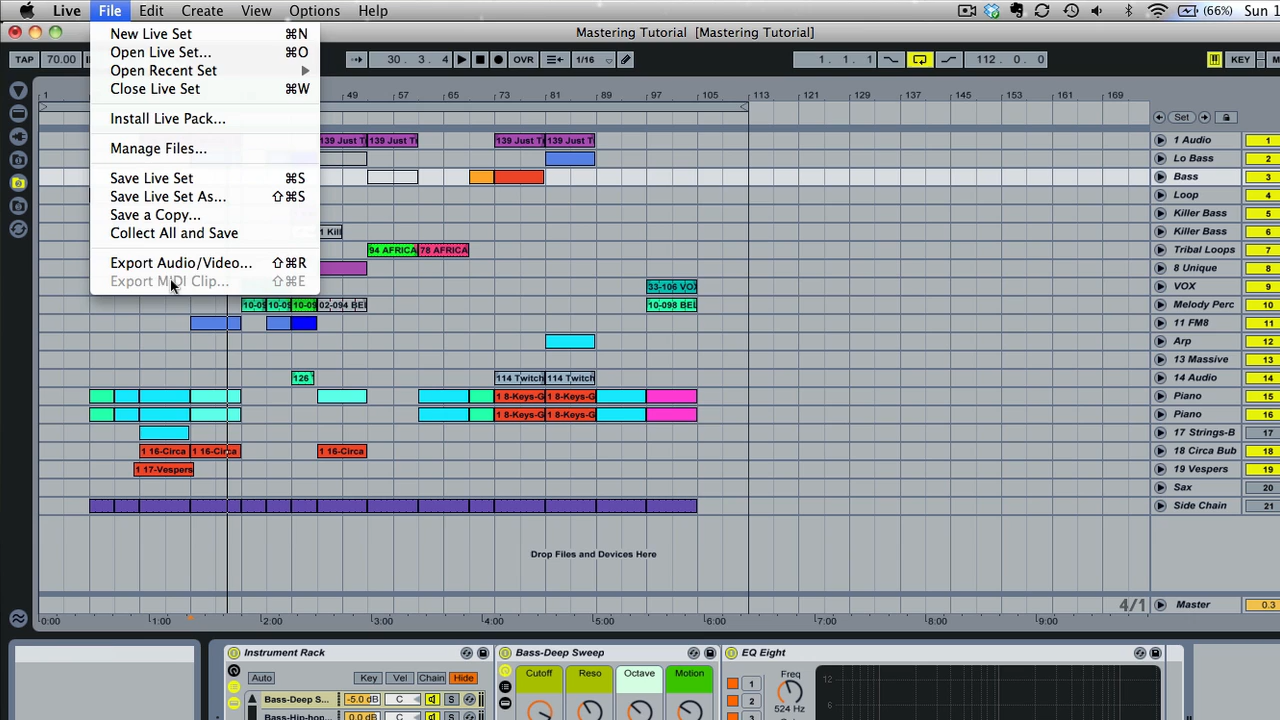 Live File Edit Create View Options Help (66%) Sun 1
Mastering Tutorial [Mastering Tutorial]
New Live Set ⌘N
Open Live Set... ⌘O
Open Recent Set
Close Live Set ⌘W
Install Live Pack...
Manage Files...
Save Live Set ⌘S
Save Live Set As... ⇧⌘S
Save a Copy...
Collect All and Save
Export Audio/Video... ⇧⌘R
Export MIDI Clip... ⇧⌘E
TAP 70.00 30. 3. 4 OVR 1/16 1. 1. 1 112. 0. 0 KEY
1 49 57 65 73 81 89 97 105 113 121 129 137 145 153 161 169
Set
139 Just T 139 Just T 139 Just T 139 Just T 1 Audio 1
Lo Bass 2
Bass 3
Loop 4
Killer Bass 5
1 Kill Killer Bass 6
94 AFRICA 78 AFRICA Tribal Loops 7
8 Unique 8
33-106 VO VOX 9
10-09 10-09 10-09 02-094 BE 10-098 BEL Melody Perc 10
11 FM8 11
Arp 12
13 Massive 13
126 114 Twitch 114 Twitch 14 Audio 14
1 8-Keys-G 1 8-Keys-G Piano 15
1 8-Keys-G 1 8-Keys-G Piano 16
17 Strings-B 17
1 16-Circa 1 16-Circa 1 16-Circa 18 Circa Bub 18
1 17-Vespers 19 Vespers 19
Sax 20
Side Chain 21
Drop Files and Devices Here
4/1 Master 0.3
0:00 1:00 2:00 3:00 4:00 5:00 6:00 7:00 8:00 9:00
Instrument Rack Bass-Deep Sweep EQ Eight
Auto Key Vel Chain Hide Cutoff Reso Octave Motion Freq 12
Bass-Deep S... -5.0 dB C S 524 Hz 1 6
Bass-Hip-hop 0.0 dB C S 2
3